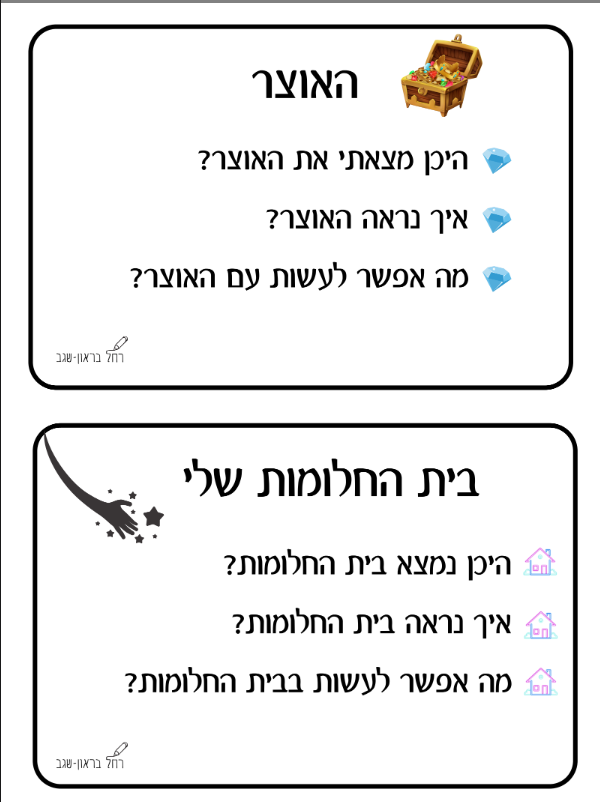 האוצר
היכן מצאתי את האוצר?
איך נראה האוצר?
מה אפשר לעשות עם האוצר?
רחל בראון-שגב
בית החלומות שלי
היכן נמצא בית החלומות?
איך נראה בית החלומות?
מה אפשר לעשות בבית החלומות?
רחל בראון-שגב